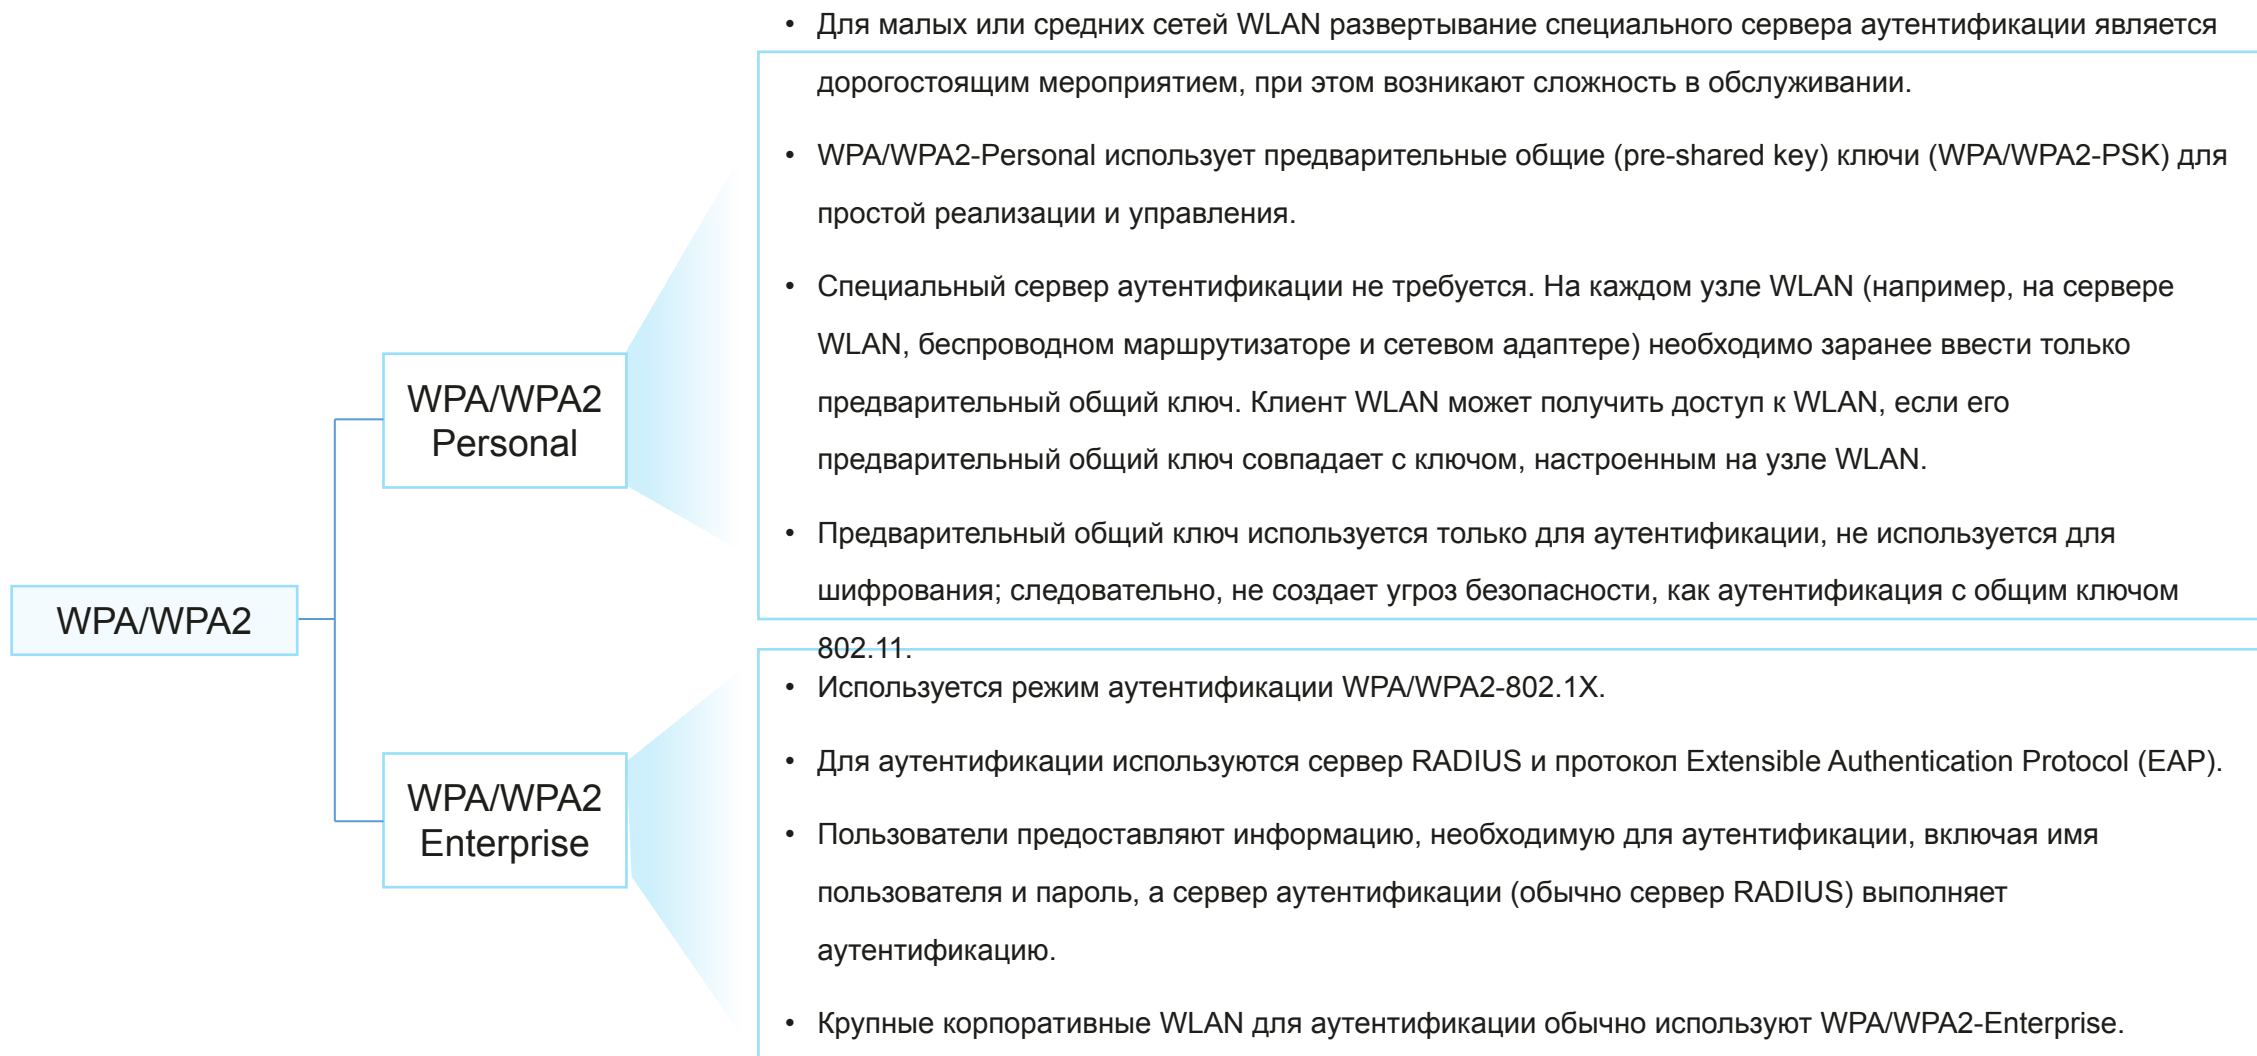 • Для малых или средних сетей WLAN развертывание специального сервера аутентификации является
дорогостоящим мероприятием, при этом возникают сложность в обслуживании.
• WPA/WPA2-Personal использует предварительные общие (pre-shared key) ключи (WPA/WPA2-PSK) для
простой реализации и управления.
• Специальный сервер аутентификации не требуется. На каждом узле WLAN (например, на сервере
WLAN, беспроводном маршрутизаторе и сетевом адаптере) необходимо заранее ввести только
предварительный общий ключ. Клиент WLAN может получить доступ к WLAN, если его
предварительный общий ключ совпадает с ключом, настроенным на узле WLAN.
• Предварительный общий ключ используется только для аутентификации, не используется для
шифрования; следовательно, не создает угроз безопасности, как аутентификация с общим ключом
802.11.
WPA/WPA2
Personal
WPA/WPA2
WPA/WPA2
Enterprise
• Используется режим аутентификации WPA/WPA2-802.1X.
• Для аутентификации используются сервер RADIUS и протокол Extensible Authentication Protocol (EAP).
• Пользователи предоставляют информацию, необходимую для аутентификации, включая имя
пользователя и пароль, а сервер аутентификации (обычно сервер RADIUS) выполняет
аутентификацию.
• Крупные корпоративные WLAN для аутентификации обычно используют WPA/WPA2-Enterprise.